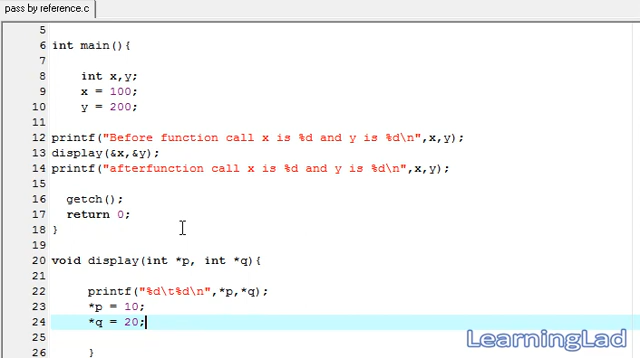 pass by reference.c
5
6 int main(){
7
8 int x,y;
9 x = 100;
10 y = 200;
11
12 printf("Before function call x is %d and y is %d\n",x,y);
13 display(&x,&y);
14 printf("afterfunction call x is %d and y is %d\n",x,y);
15
16 getch();
17 return 0;
18 }
19
20 void display(int *p, int *q){
21
22 printf("%d\t%d\n",*p,*q);
23 *p = 10;
24 *q = 20;
25
26 }
LearningLad